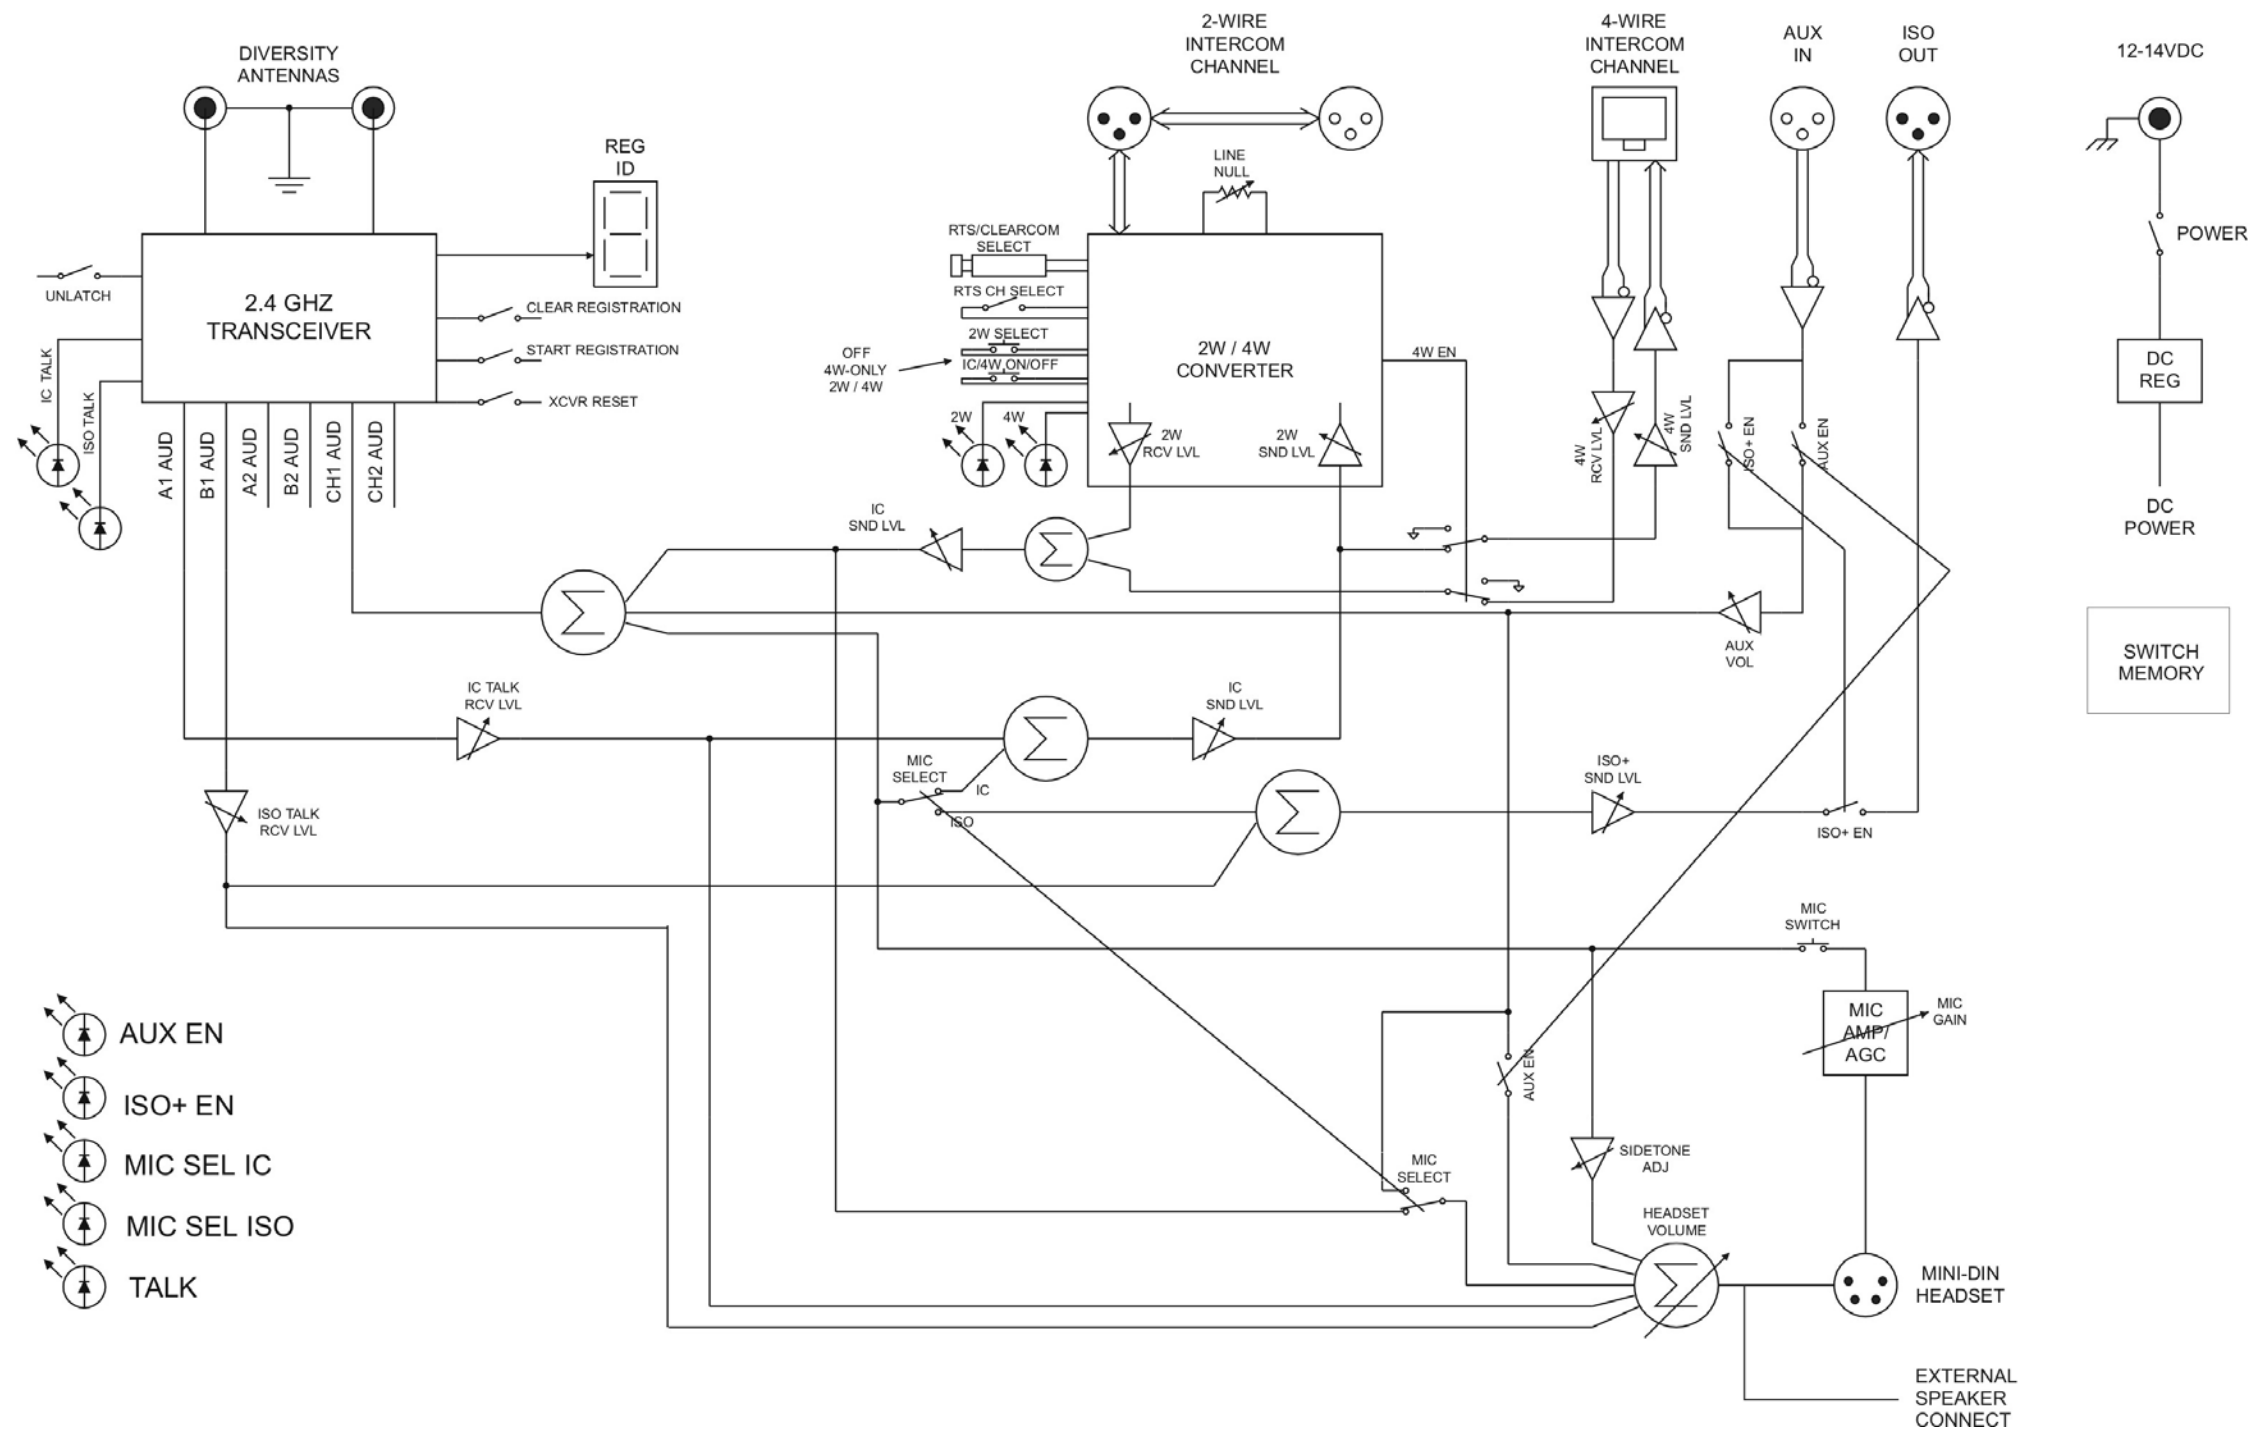 DIVERSITY
ANTENNAS
2-WIRE
INTERCOM
CHANNEL
4-WIRE
INTERCOM
CHANNEL
AUX
IN
ISO
OUT
12-14VDC
REG
ID
LINE
NULL
POWER
UNLATCH
2.4 GHZ
TRANSCEIVER
CLEAR REGISTRATION
START REGISTRATION
XCVR RESET
IC TALK
ISO TALK
A1 AUD
B1 AUD
A2 AUD
B2 AUD
CH1 AUD
CH2 AUD
RTS/CLEARCOM
SELECT
RTS CH SELECT
2W SELECT
IC/4W ON/OFF
OFF
4W-ONLY
2W / 4W
2W
4W
2W / 4W
CONVERTER
2W
RCV LVL
2W
SND LVL
4W EN
4W
RCV LVL
4W
SND LVL
ISO+ EN
AUX EN
DC
REG
DC
POWER
IC
SND LVL
Σ
Σ
AUX
VOL
SWITCH
MEMORY
IC TALK
RCV LVL
Σ
IC
SND LVL
MIC
SELECT
IC
ISO
Σ
ISO+
SND LVL
ISO+ EN
ISO TALK
RCV LVL
MIC
SWITCH
MIC
AMP/
AGC
MIC
GAIN
AUX EN
ISO+ EN
MIC SEL IC
MIC SEL ISO
TALK
AUX EN
SIDETONE
ADJ
MIC
SELECT
HEADSET
VOLUME
Σ
MINI-DIN
HEADSET
EXTERNAL
SPEAKER
CONNECT